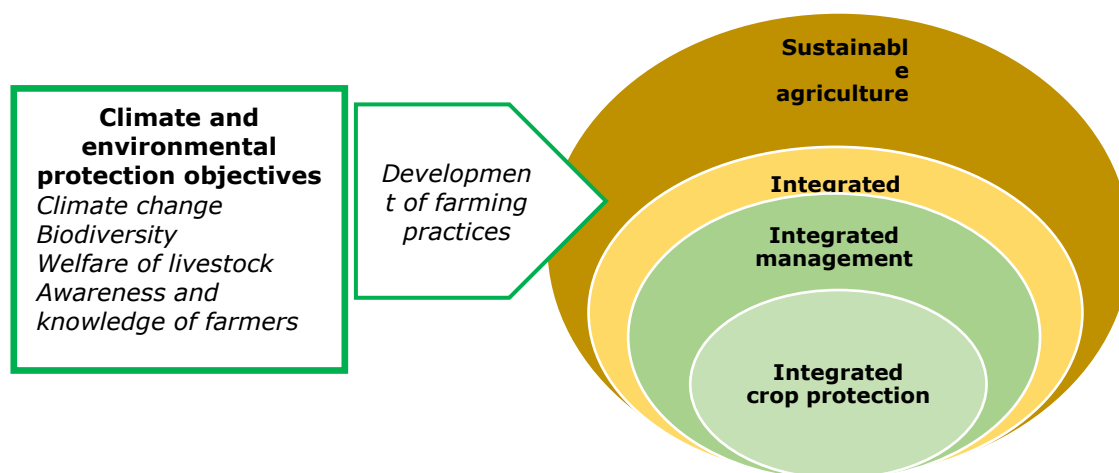 Climate and
environmental
protection objectives
Climate change
Biodiversity
Welfare of livestock
Awareness and
knowledge of farmers
Developmen
t of farming
practices
Sustainabl
e
agriculture
Integrated
Integrated
management
Integrated
crop protection